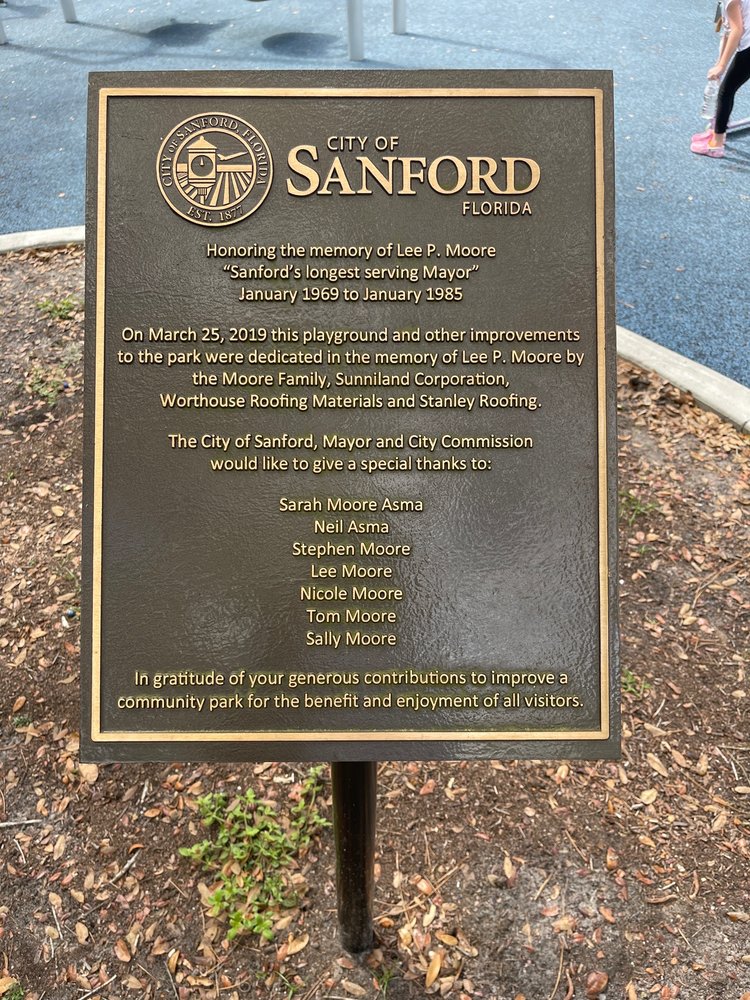 CITY OF SANFORD, FLORIDA
EST. 1877
CITY OF
SANFORD
FLORIDA
Honoring the memory of Lee P. Moore
“Sanford’s longest serving Mayor”
January 1969 to January 1985
On March 25, 2019 this playground and other improvements
to the park were dedicated in the memory of Lee P. Moore by
the Moore Family, Sunniland Corporation,
Worthouse Roofing Materials and Stanley Roofing.
The City of Sanford, Mayor and City Commission
would like to give a special thanks to:
Sarah Moore Asma
Neil Asma
Stephen Moore
Lee Moore
Nicole Moore
Tom Moore
Sally Moore
In gratitude of your generous contributions to improve a
community park for the benefit and enjoyment of all visitors.